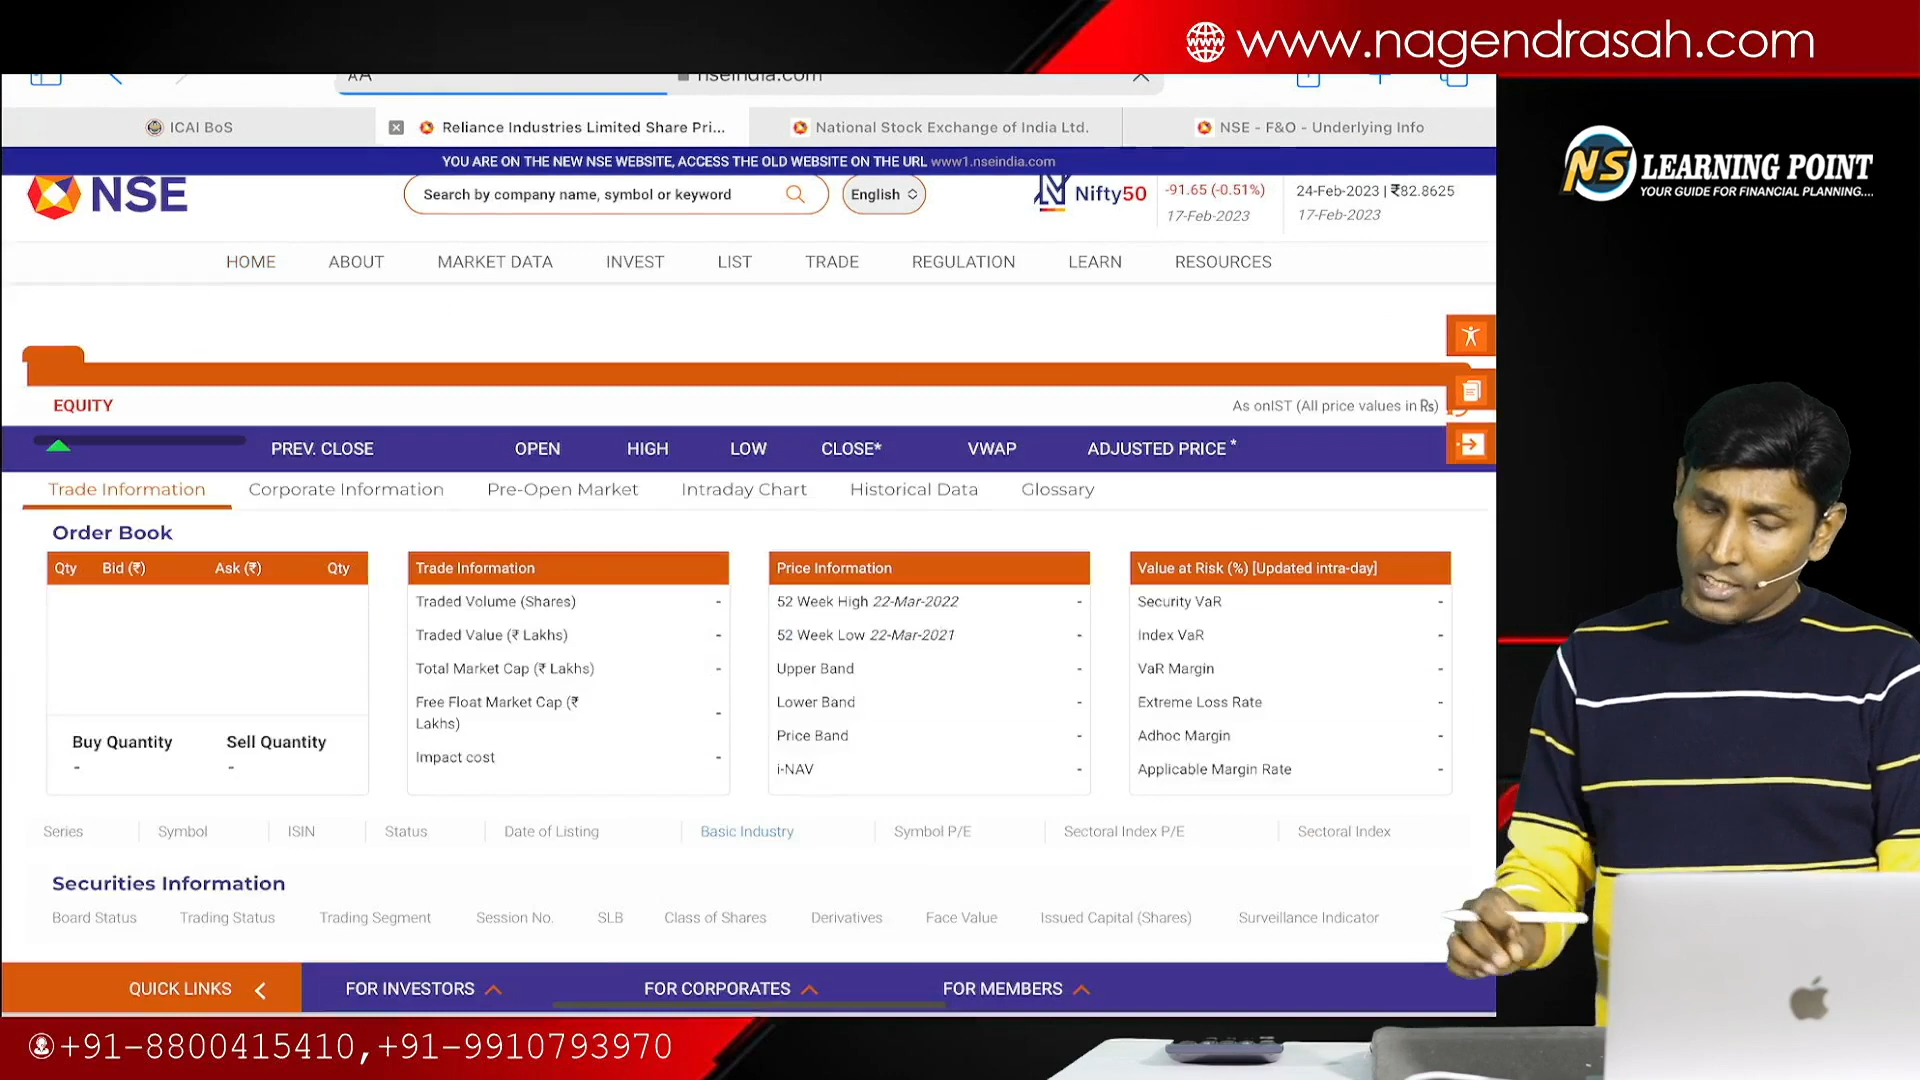 www.nagendrasah.com
AA nseindia.com
ICAI BoS
Reliance Industries Limited Share Pri...
National Stock Exchange of India Ltd.
NSE - F&O - Underlying Info
YOU ARE ON THE NEW NSE WEBSITE, ACCESS THE OLD WEBSITE ON THE URL www1.nseindia.com
NS LEARNING POINT
YOUR GUIDE FOR FINANCIAL PLANNING....
NSE
Search by company name, symbol or keyword
English
Nifty50
-91.65 (-0.51%)
17-Feb-2023
24-Feb-2023 | ₹82.8625
17-Feb-2023
HOME ABOUT MARKET DATA INVEST LIST TRADE REGULATION LEARN RESOURCES
EQUITY
As onIST (All price values in Rs)
PREV. CLOSE OPEN HIGH LOW CLOSE* VWAP ADJUSTED PRICE *
Trade Information Corporate Information Pre-Open Market Intraday Chart Historical Data Glossary
Order Book
Qty Bid (₹) Ask (₹) Qty
Buy Quantity Sell Quantity
- -
Trade Information
Traded Volume (Shares) -
Traded Value (₹ Lakhs) -
Total Market Cap (₹ Lakhs) -
Free Float Market Cap (₹
Lakhs) -
Impact cost -
Price Information
52 Week High 22-Mar-2022 -
52 Week Low 22-Mar-2021 -
Upper Band -
Lower Band -
Price Band -
i-NAV -
Value at Risk (%) [Updated intra-day]
Security VaR -
Index VaR -
VaR Margin -
Extreme Loss Rate -
Adhoc Margin -
Applicable Margin Rate -
Series Symbol ISIN Status Date of Listing Basic Industry Symbol P/E Sectoral Index P/E Sectoral Index
Securities Information
Board Status Trading Status Trading Segment Session No. SLB Class of Shares Derivatives Face Value Issued Capital (Shares) Surveillance Indicator
QUICK LINKS FOR INVESTORS FOR CORPORATES FOR MEMBERS
+91-8800415410,+91-9910793970